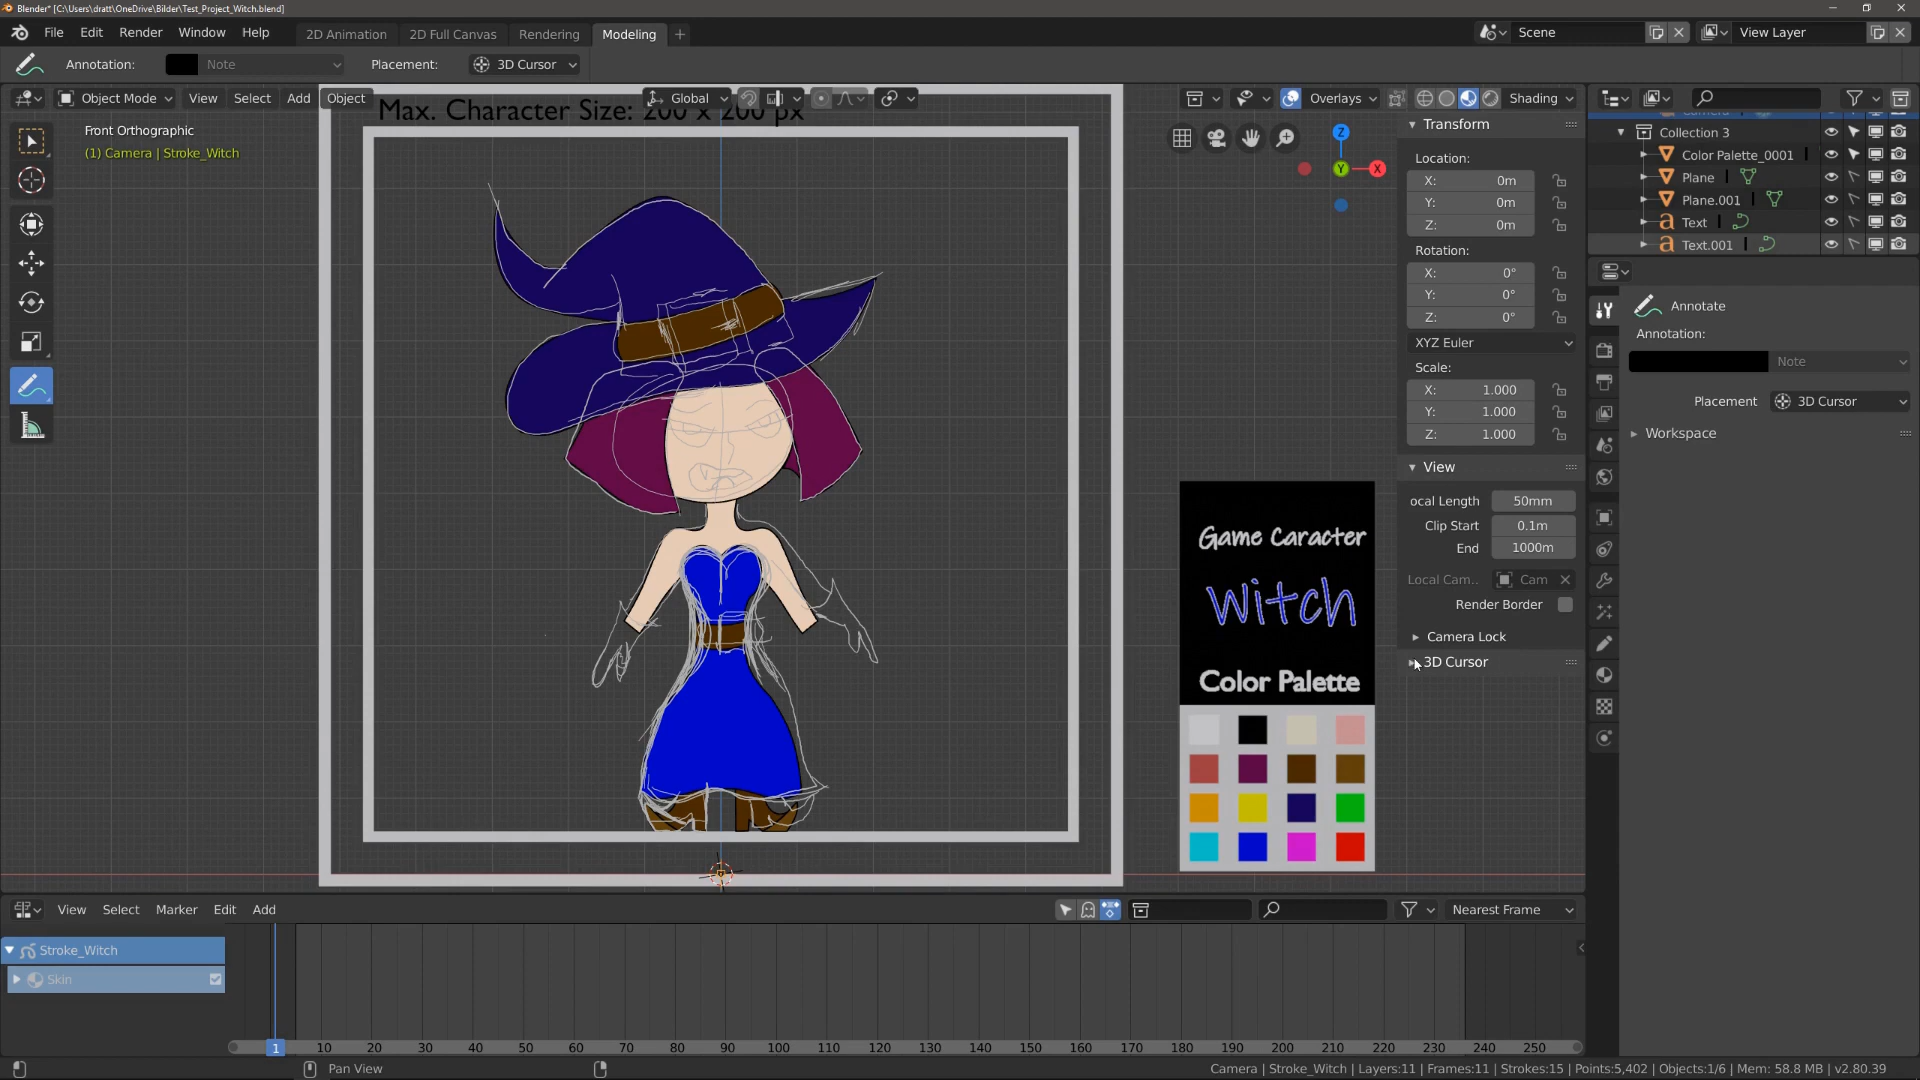 Blender* [C:\Users\dratt\OneDrive\Bilder\Test_Project_Witch.blend]
File Edit Render Window Help 2D Animation 2D Full Canvas Rendering Modeling + Scene View Layer
Annotation: Note Placement: 3D Cursor
Object Mode View Select Add Object Global Overlays Shading
Max. Character Size: 200 x 200 px
Front Orthographic
(1) Camera | Stroke_Witch
Z
Y
X
Transform
Location:
X: 0m
Y: 0m
Z: 0m
Rotation:
X: 0°
Y: 0°
Z: 0°
XYZ Euler
Scale:
X: 1.000
Y: 1.000
Z: 1.000
View
ocal Length 50mm
Clip Start 0.1m
End 1000m
Local Cam.. Cam
Render Border
Camera Lock
3D Cursor
Game Caracter
Witch
Color Palette
Collection 3
Color Palette_0001
Plane
Plane.001
Text
Text.001
Annotate
Annotation:
Note
Placement 3D Cursor
Workspace
View Select Marker Edit Add Nearest Frame
Stroke_Witch
Skin
1 10 20 30 40 50 60 70 80 90 100 110 120 130 140 150 160 170 180 190 200 210 220 230 240 250
Pan View
Camera | Stroke_Witch | Layers:11 | Frames:11 | Strokes:15 | Points:5,402 | Objects:1/6 | Mem: 58.8 MB | v2.80.39